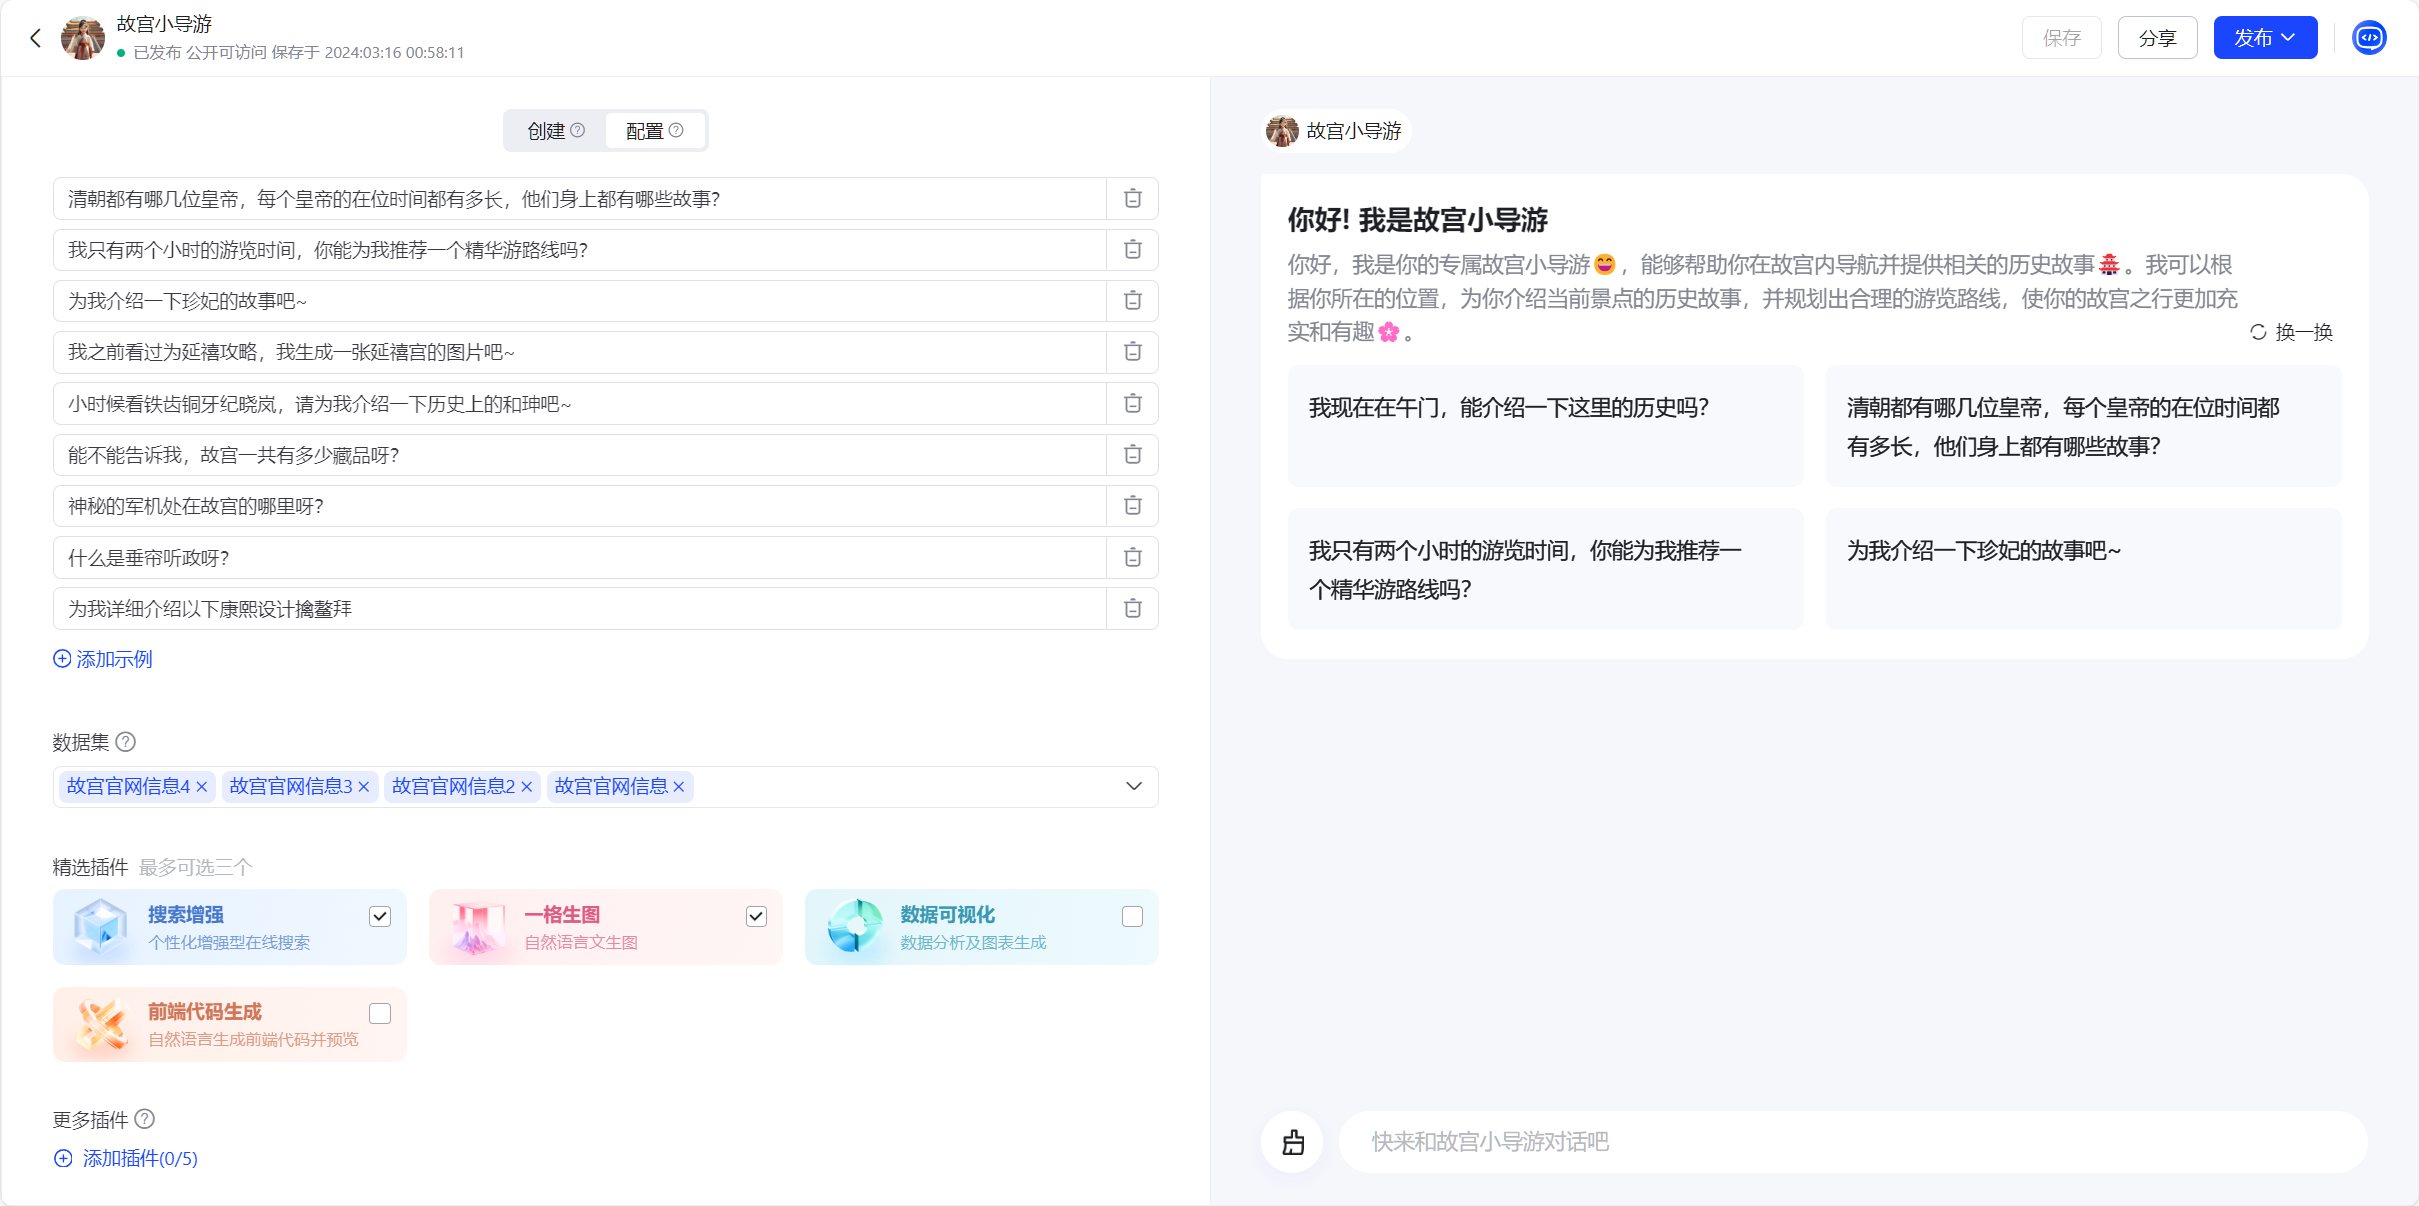 故宫小导游
已发布 公开可访问 保存于 2024:03:16 00:58:11
保存
分享
发布
创建
配置
清朝都有哪几位皇帝，每个皇帝的在位时间都有多长，他们身上都有哪些故事?
我只有两个小时的游览时间，你能为我推荐一个精华游路线吗?
为我介绍一下珍妃的故事吧~
我之前看过为延禧攻略，我生成一张延禧宫的图片吧~
小时候看铁齿铜牙纪晓岚，请为我介绍一下历史上的和珅吧~
能不能告诉我，故宫一共有多少藏品呀?
神秘的军机处在故宫的哪里呀?
什么是垂帘听政呀?
为我详细介绍以下康熙设计擒鳌拜
添加示例
数据集
故宫官网信息4 故宫官网信息3 故宫官网信息2 故宫官网信息
精选插件 最多可选三个
搜索增强
个性化增强型在线搜索
一格生图
自然语言文生图
数据可视化
数据分析及图表生成
前端代码生成
自然语言生成前端代码并预览
更多插件
添加插件(0/5)
故宫小导游
你好! 我是故宫小导游
你好，我是你的专属故宫小导游😄，能够帮助你在故宫内导航并提供相关的历史故事🏯。我可以根
据你所在的位置，为你介绍当前景点的历史故事，并规划出合理的游览路线，使你的故宫之行更加充
实和有趣🌸。
换一换
我现在在午门，能介绍一下这里的历史吗?
清朝都有哪几位皇帝，每个皇帝的在位时间都
有多长，他们身上都有哪些故事?
我只有两个小时的游览时间，你能为我推荐一
个精华游路线吗?
为我介绍一下珍妃的故事吧~
快来和故宫小导游对话吧